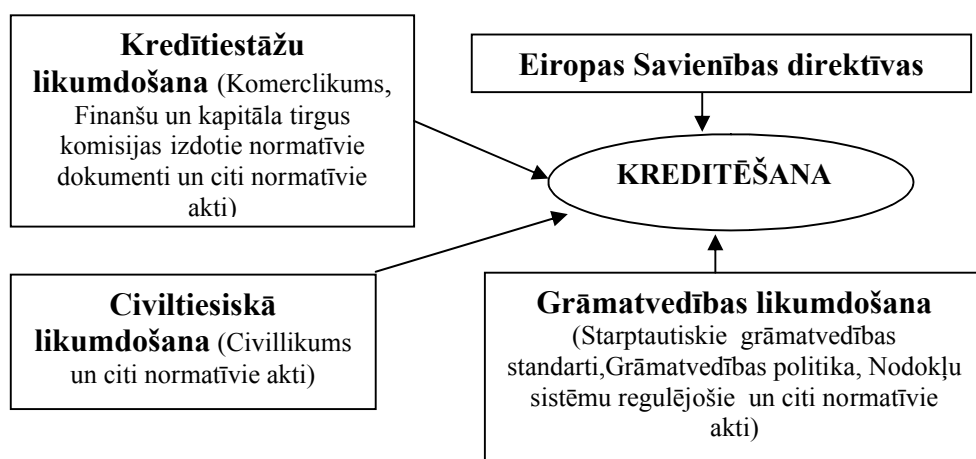 Kredītiestāžu
likumdošana (Komerclikums,
Finanšu un kapitāla tirgus
komisijas izdotie normatīvie
dokumenti un citi normatīvie
akti)
Eiropas Savienības direktīvas
KREDITĒŠANA
Civiltiesiskā
likumdošana (Civillikums
un citi normatīvie akti)
Grāmatvedības likumdošana
(Starptautiskie grāmatvedības
standarti,Grāmatvedības politika, Nodokļu
sistēmu regulējošie un citi normatīvie
akti)